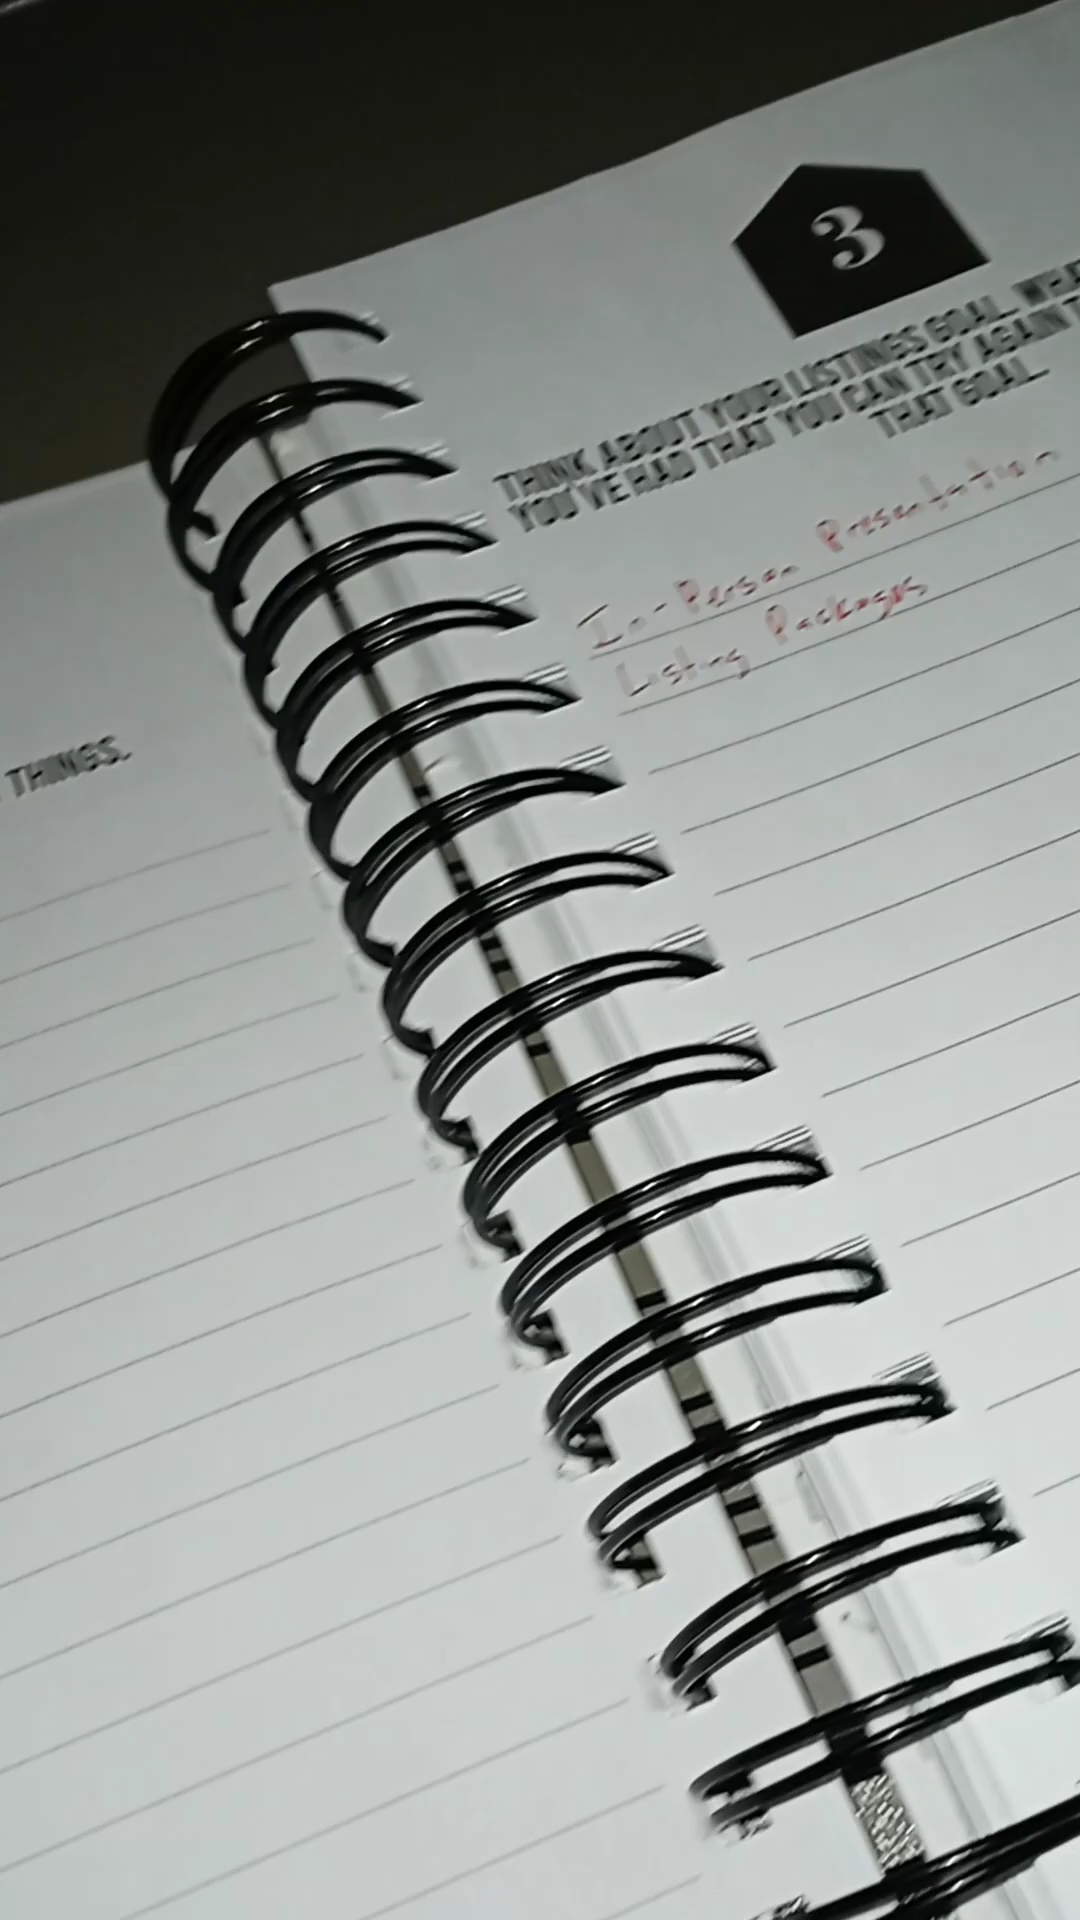 THINGS.
3
THINK ABOUT YOUR LISTINGS GOAL. WHA
YOU'VE HAD THAT YOU CAN TRY AGAIN T
THAT GOAL.
In-Person Presentation
Listing Packages